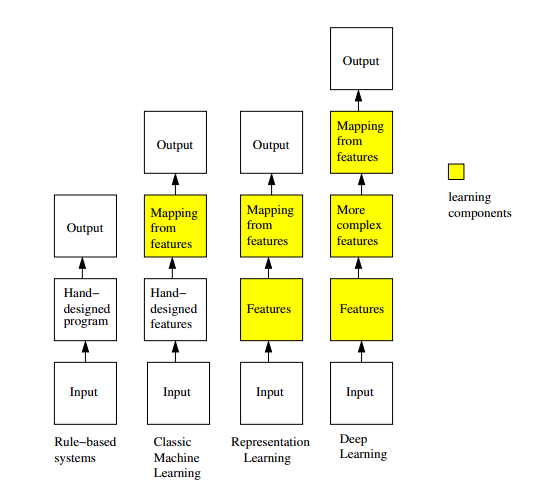 Output
Mapping
from
features
More
complex
features
Features
Input
Deep
Learning
Output
Mapping
from
features
Features
Input
Representation
Learning
Output
Mapping
from
features
Hand−
designed
features
Input
Classic
Machine
Learning
Output
Hand−
designed
program
Input
Rule−based
systems
learning
components